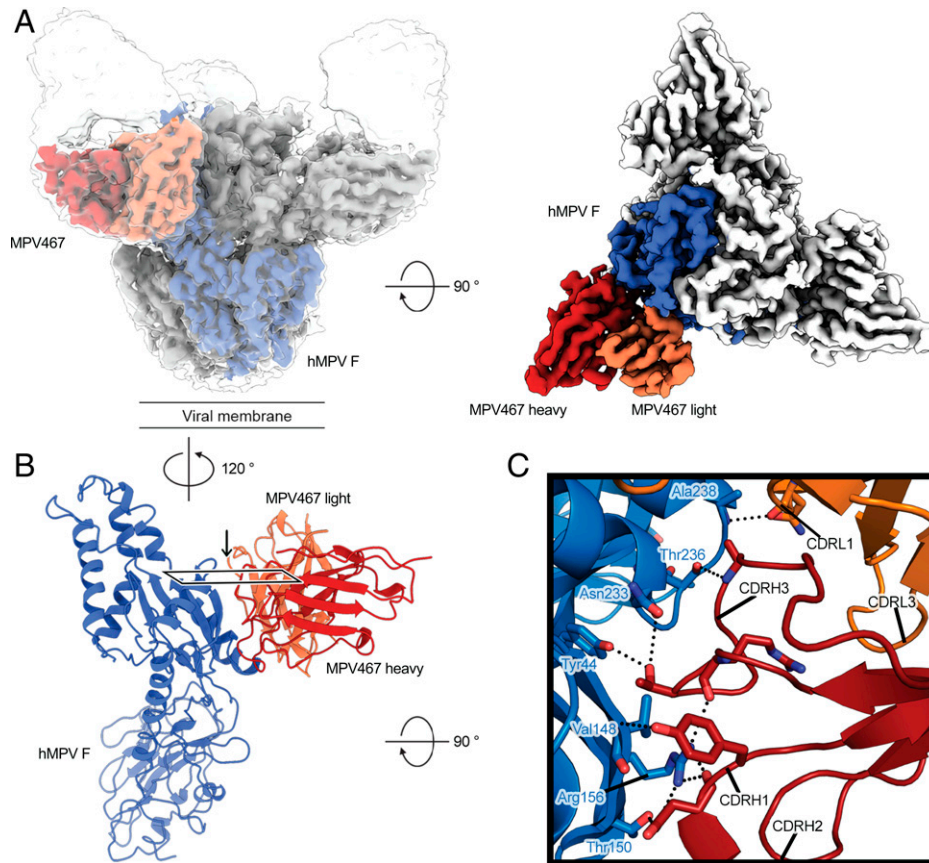 A
MPV467
hMPV F
90 °
hMPV F
MPV467 heavy
MPV467 light
Viral membrane
120 °
B
MPV467 light
MPV467 heavy
hMPV F
90 °
C
Ala238
CDRL1
Thr236
CDRH3
Asn233
CDRL3
Tyr44
Val148
Arg156
CDRH1
Thr150
CDRH2